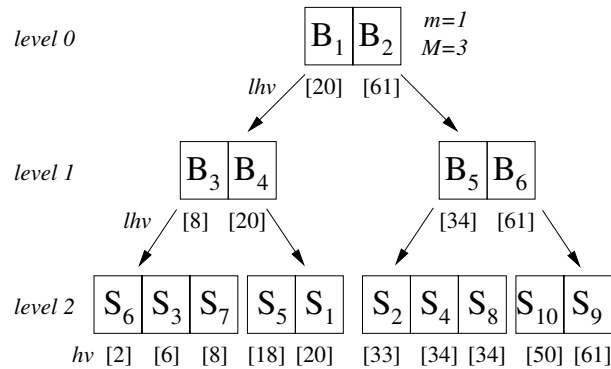 level 0 B1 B2 m=1
M=3
lhv [20] [61]
level 1 B3 B4 B5 B6
lhv [8] [20] [34] [61]
level 2 S6 S3 S7 S5 S1 S2 S4 S8 S10 S9
hv [2] [6] [8] [18] [20] [33] [34] [34] [50] [61]